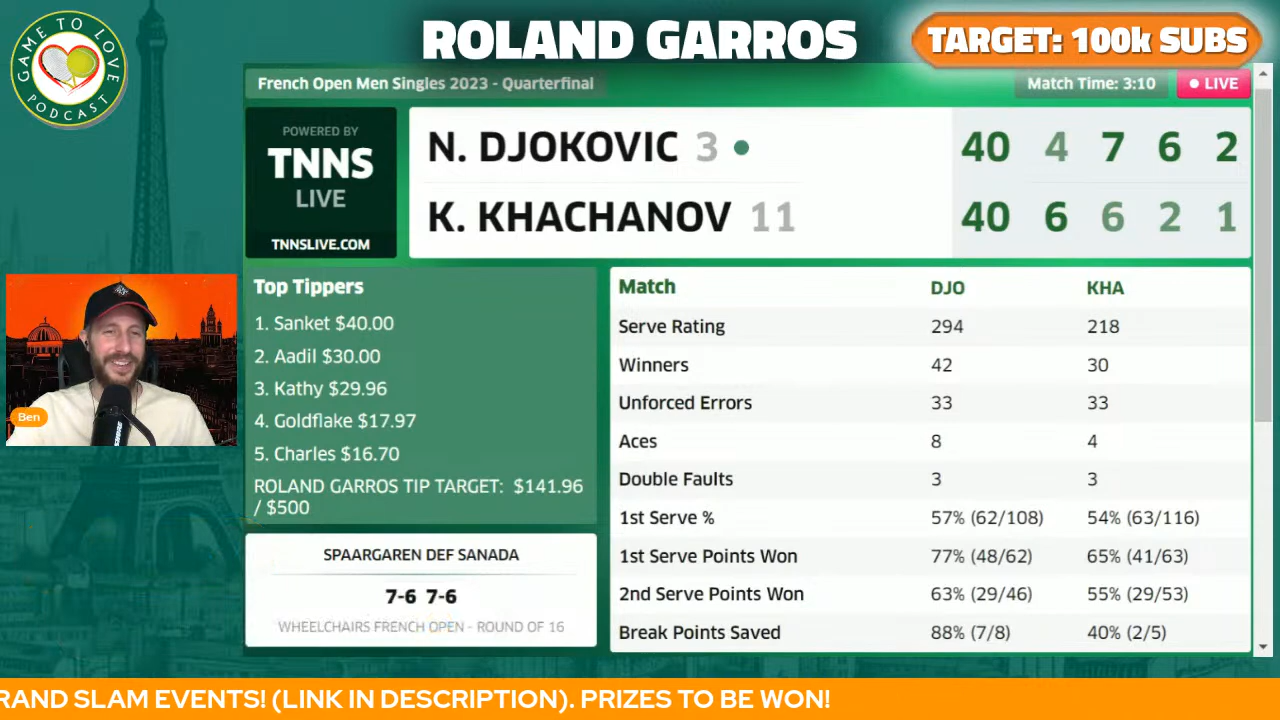 GAME TO LOVE
PODCAST
ROLAND GARROS
TARGET: 100k SUBS
French Open Men Singles 2023 - Quarterfinal
Match Time: 3:10
LIVE
POWERED BY
TNNS
LIVE
TNNSLIVE.COM
N. DJOKOVIC 3 40 4 7 6 2
K. KHACHANOV 11 40 6 6 2 1
Top Tippers
1. Sanket $40.00
2. Aadil $30.00
3. Kathy $29.96
4. Goldflake $17.97
5. Charles $16.70
ROLAND GARROS TIP TARGET: $141.96
/ $500
SPAARGAREN DEF SANADA
7-6 7-6
WHEELCHAIRS FRENCH OPEN - ROUND OF 16
Match DJO KHA
Serve Rating 294 218
Winners 42 30
Unforced Errors 33 33
Aces 8 4
Double Faults 3 3
1st Serve % 57% (62/108) 54% (63/116)
1st Serve Points Won 77% (48/62) 65% (41/63)
2nd Serve Points Won 63% (29/46) 55% (29/53)
Break Points Saved 88% (7/8) 40% (2/5)
Ben
RAND SLAM EVENTS! (LINK IN DESCRIPTION). PRIZES TO BE WON!